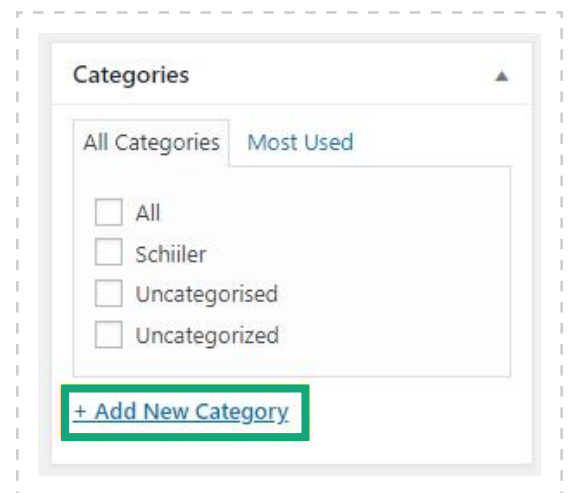 Categories
All Categories Most Used
All
Schiiler
Uncategorised
Uncategorized
+ Add New Category